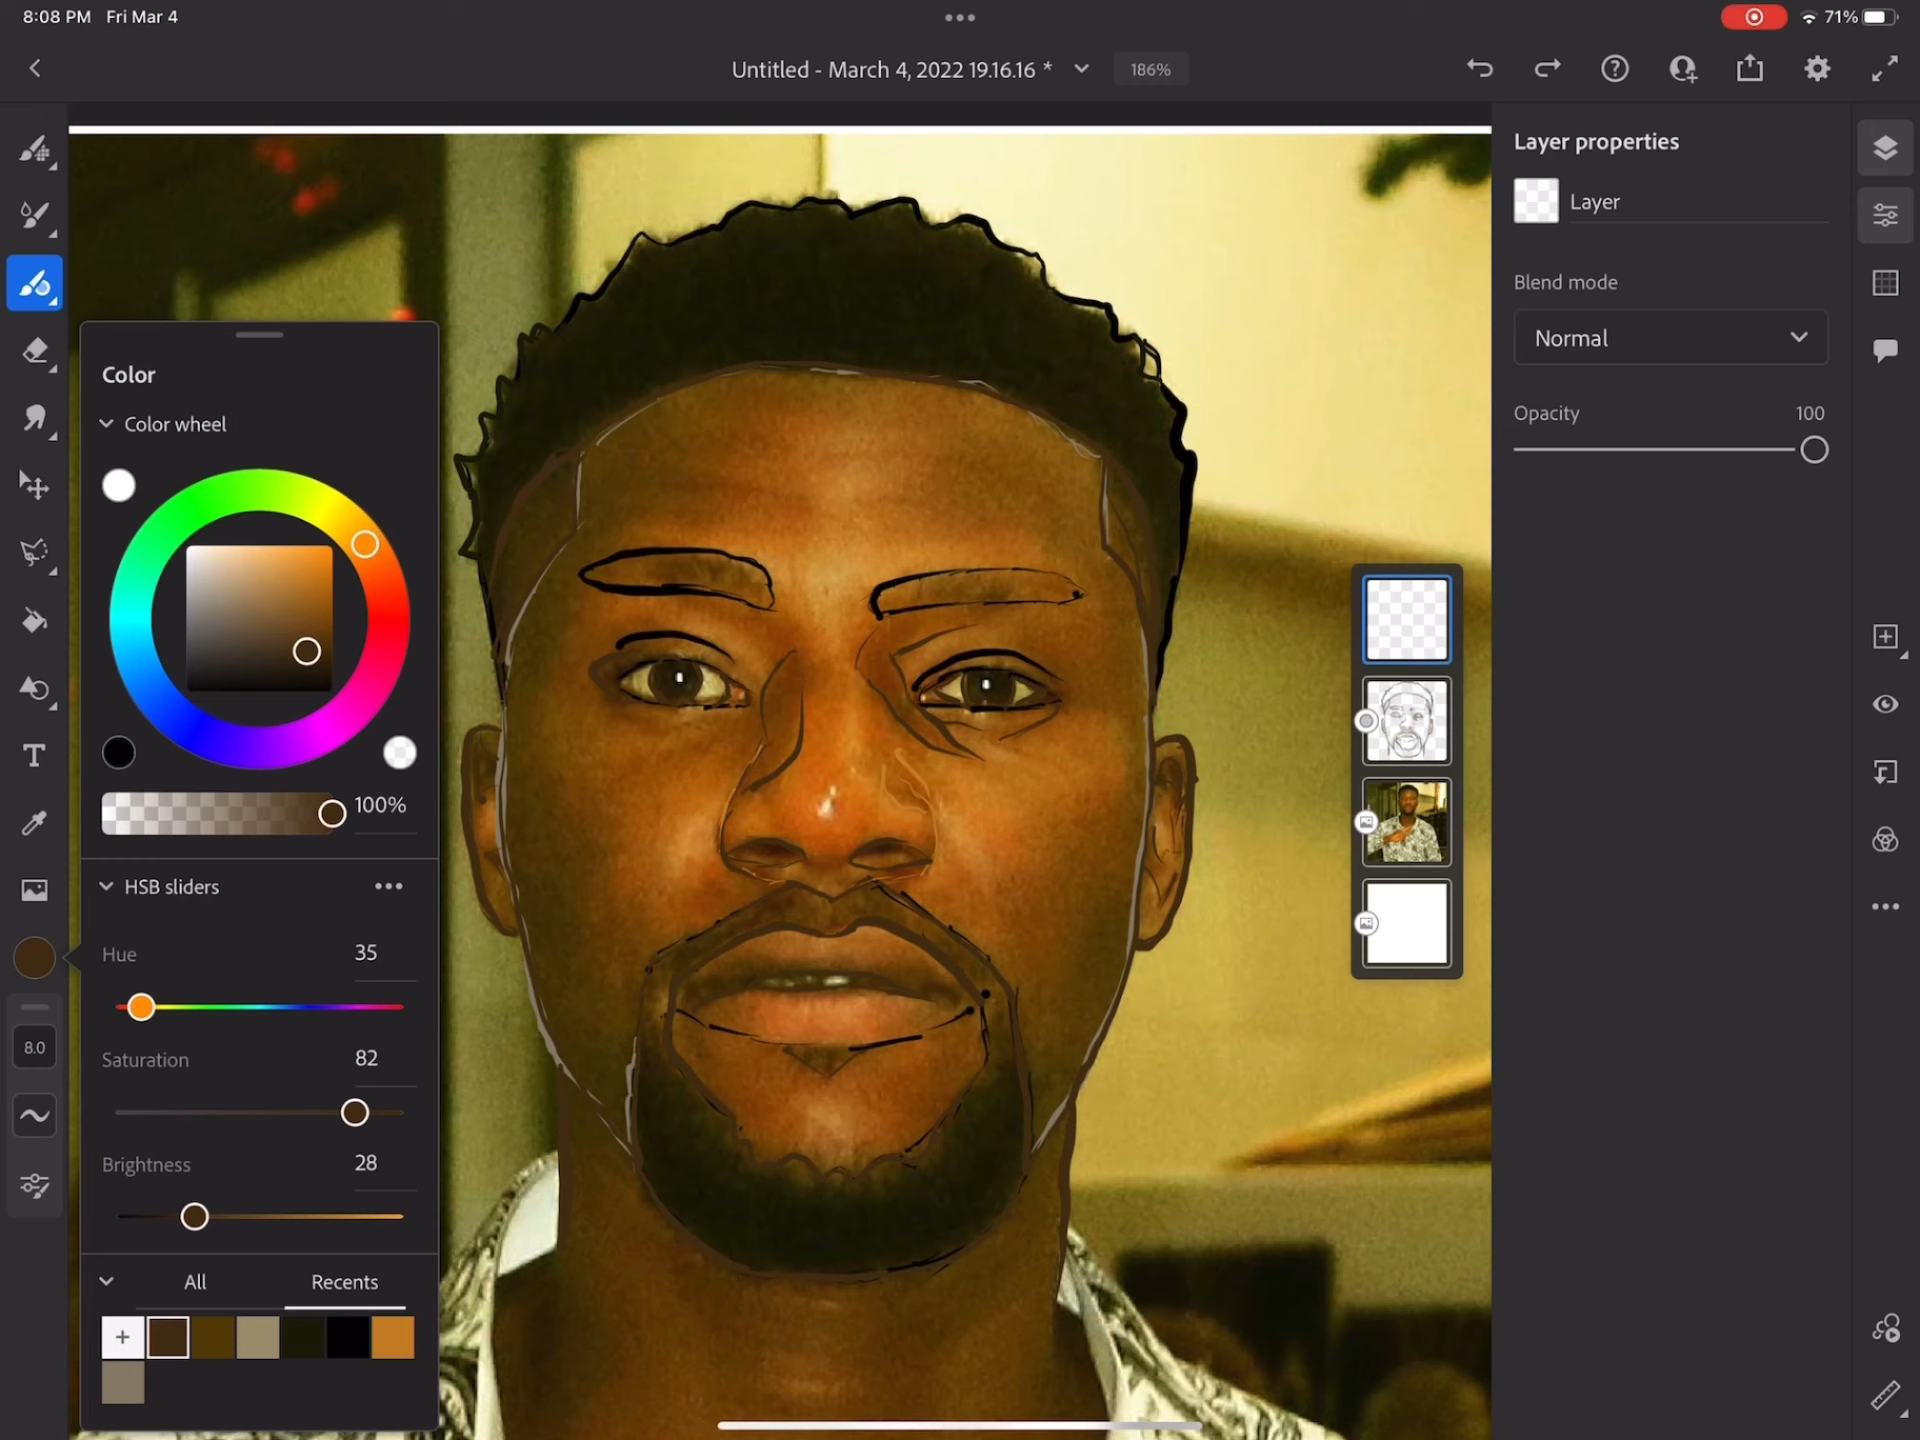 8:08 PM Fri Mar 4
71%
Untitled - March 4, 2022 19.16.16 *
186%
Layer properties
Layer
Blend mode
Normal
Opacity 100
Color
Color wheel
100%
HSB sliders
Hue 35
Saturation 82
Brightness 28
All Recents
T
8.0